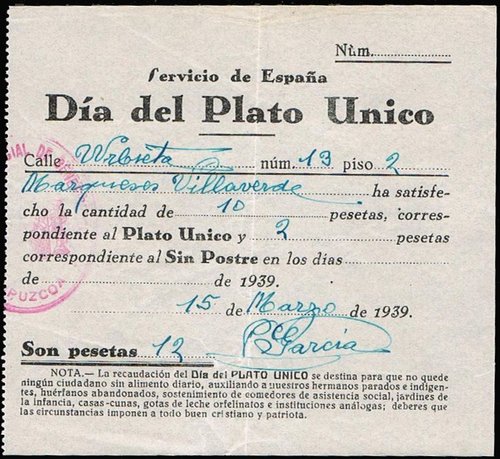 Núm.
Servicio de España
Día del Plato Unico
Calle Urbieta núm. 13 piso 2
Marqueses Villaverde ha satisfe-
cho la cantidad de 10 pesetas, corres-
pondiente al Plato Unico y 2 pesetas
correspondiente al Sin Postre en los días
de de 1939.
15 de Marzo de 1939.
García
Son pesetas 12
NOTA.— La recaudación del Día del PLATO UNICO se destina para que no quede
ningún ciudadano sin alimento diario, auxiliando a nuestros hermanos parados e indigen-
tes, huérfanos abandonados, sostenimiento de comedores de asistencia social, jardines de
la infancia, casas-cunas, gotas de leche orfelinatos e instituciones análogas; deberes que
las circunstancias imponen a todo buen cristiano y patriota.
PUZCOA